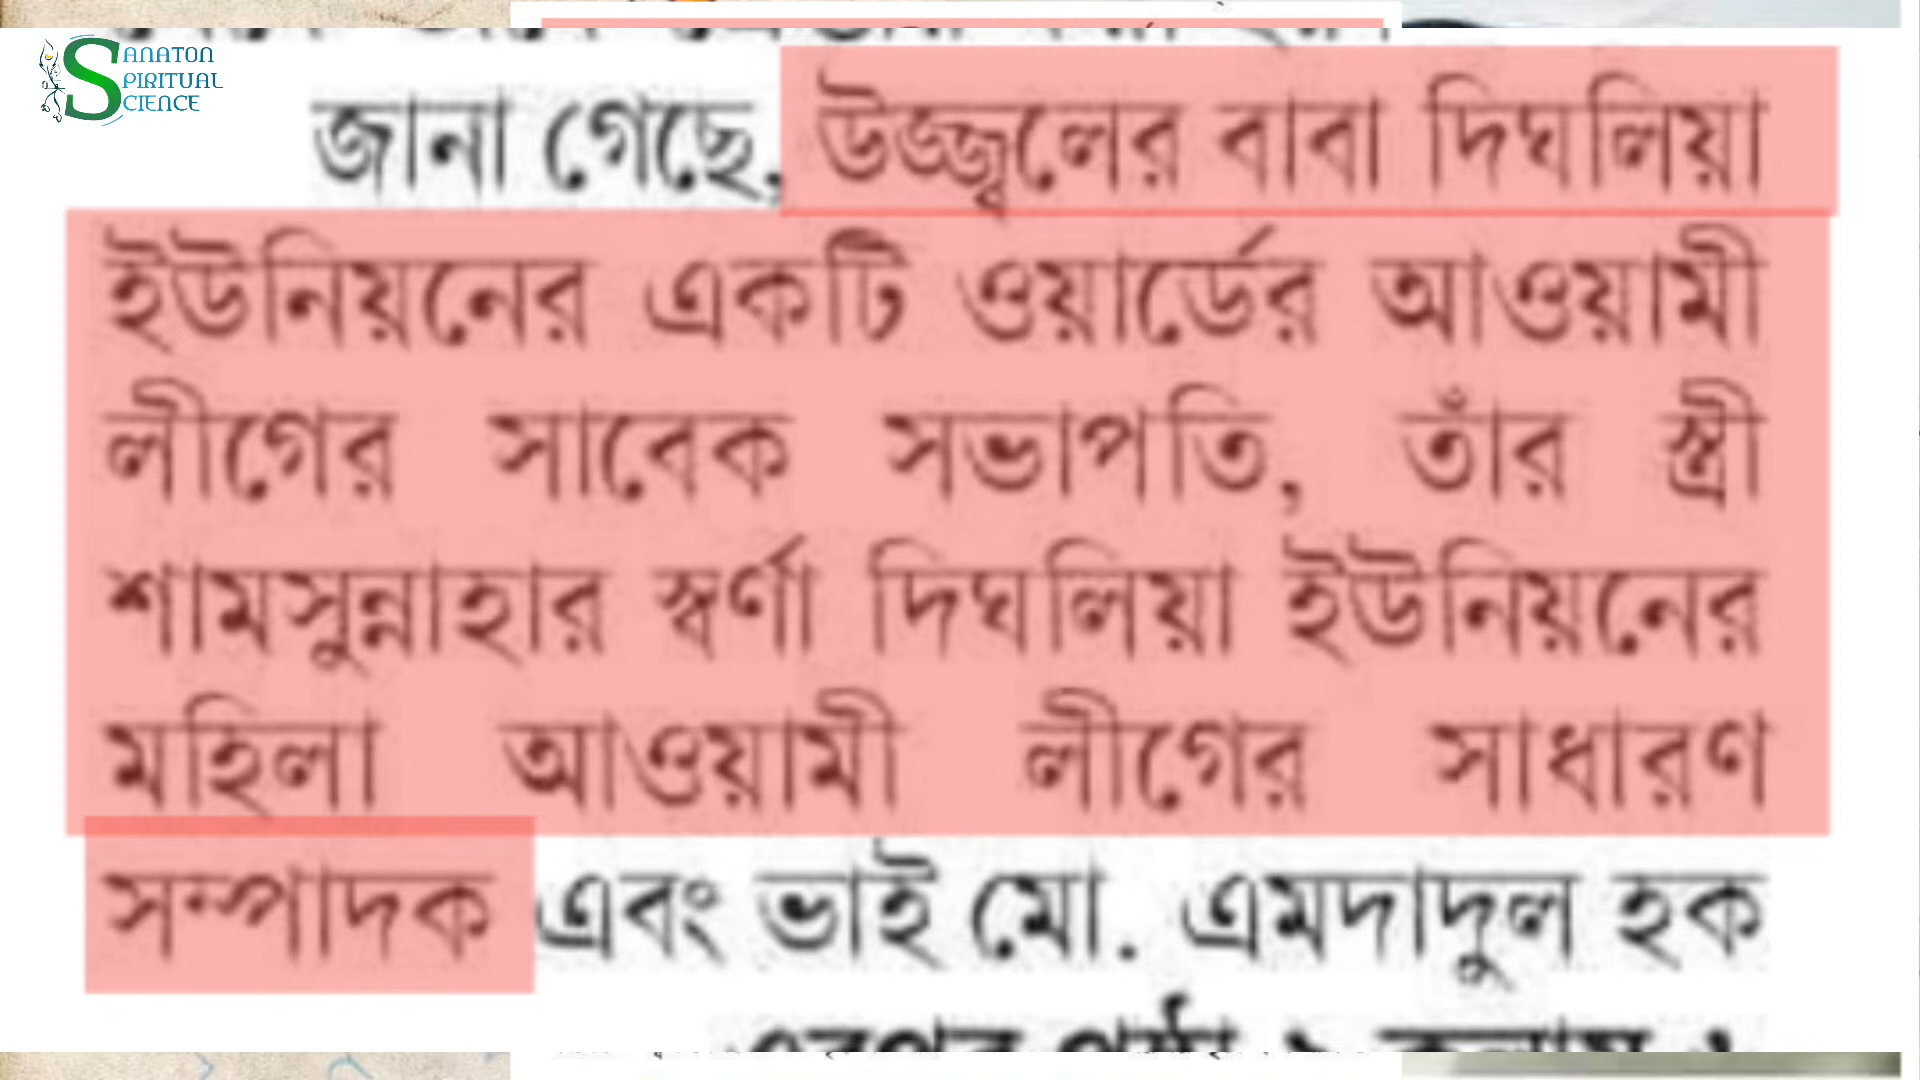 SANATON
SPIRITUAL
SCIENCE
জানা গেছে, উজ্জ্বলের বাবা দিঘলিয়া
ইউনিয়নের একটি ওয়ার্ডের আওয়ামী
লীগের সাবেক সভাপতি, তাঁর স্ত্রী
শামসুন্নাহার স্বর্ণা দিঘলিয়া ইউনিয়নের
মহিলা আওয়ামী লীগের সাধারণ
সম্পাদক এবং ভাই মো. এমদাদুল হক